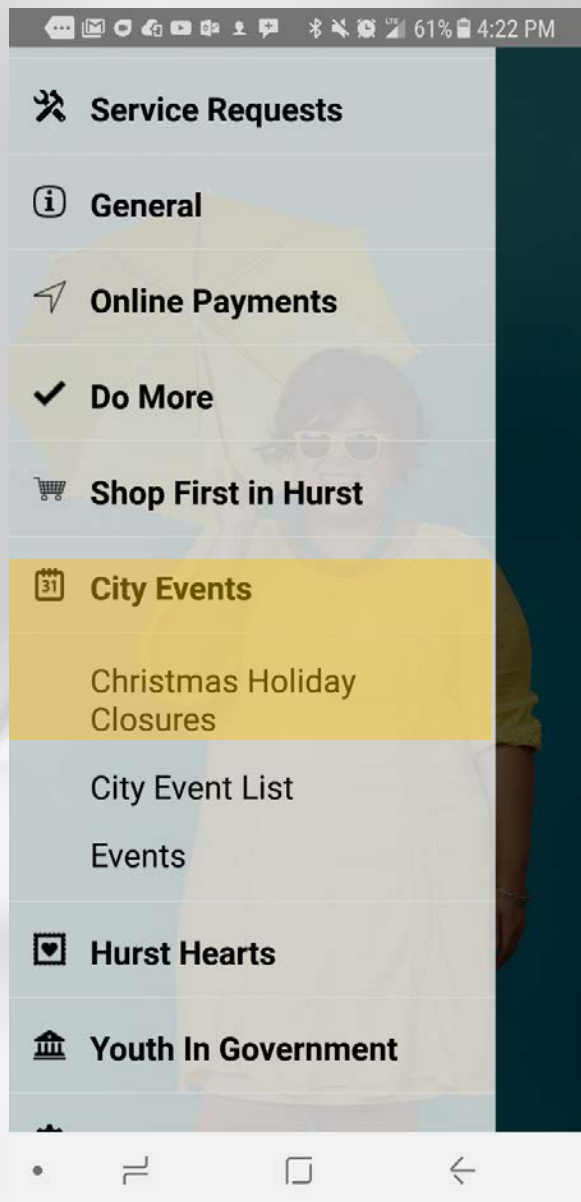 61% 4:22 PM
Service Requests
General
Online Payments
Do More
Shop First in Hurst
31 City Events
Christmas Holiday
Closures
City Event List
Events
Hurst Hearts
Youth In Government